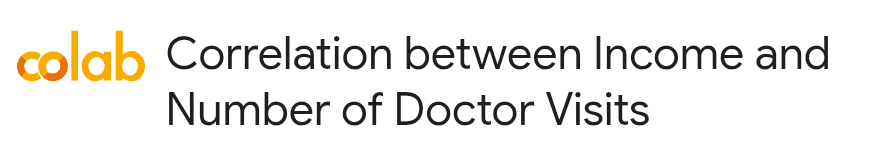 colab
Correlation between Income and
Number of Doctor Visits